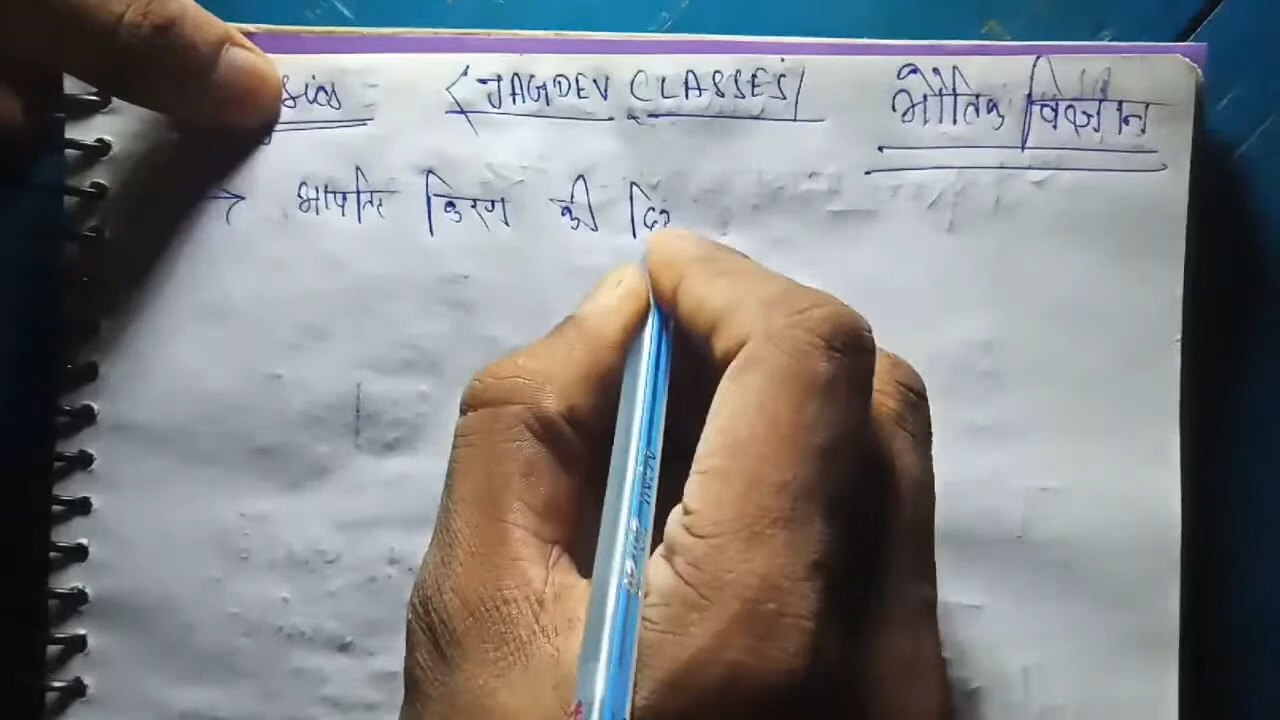 JAGDEV CLASSES भौतिक विज्ञान
→ आपतित किरण की